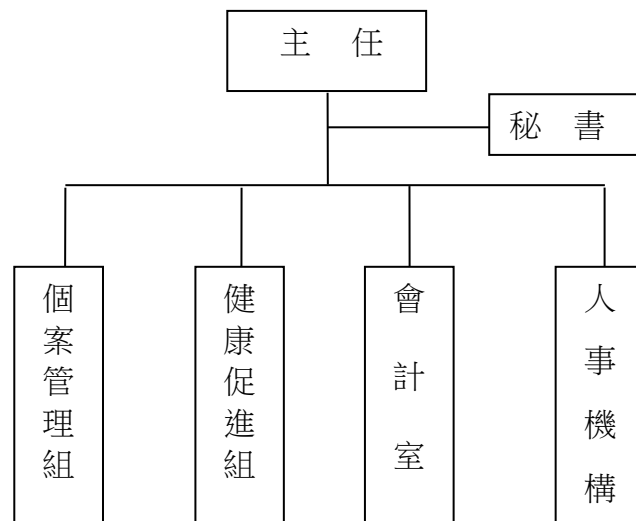 主 任
秘 書
個案管理組
健康促進組
會計室
人事機構